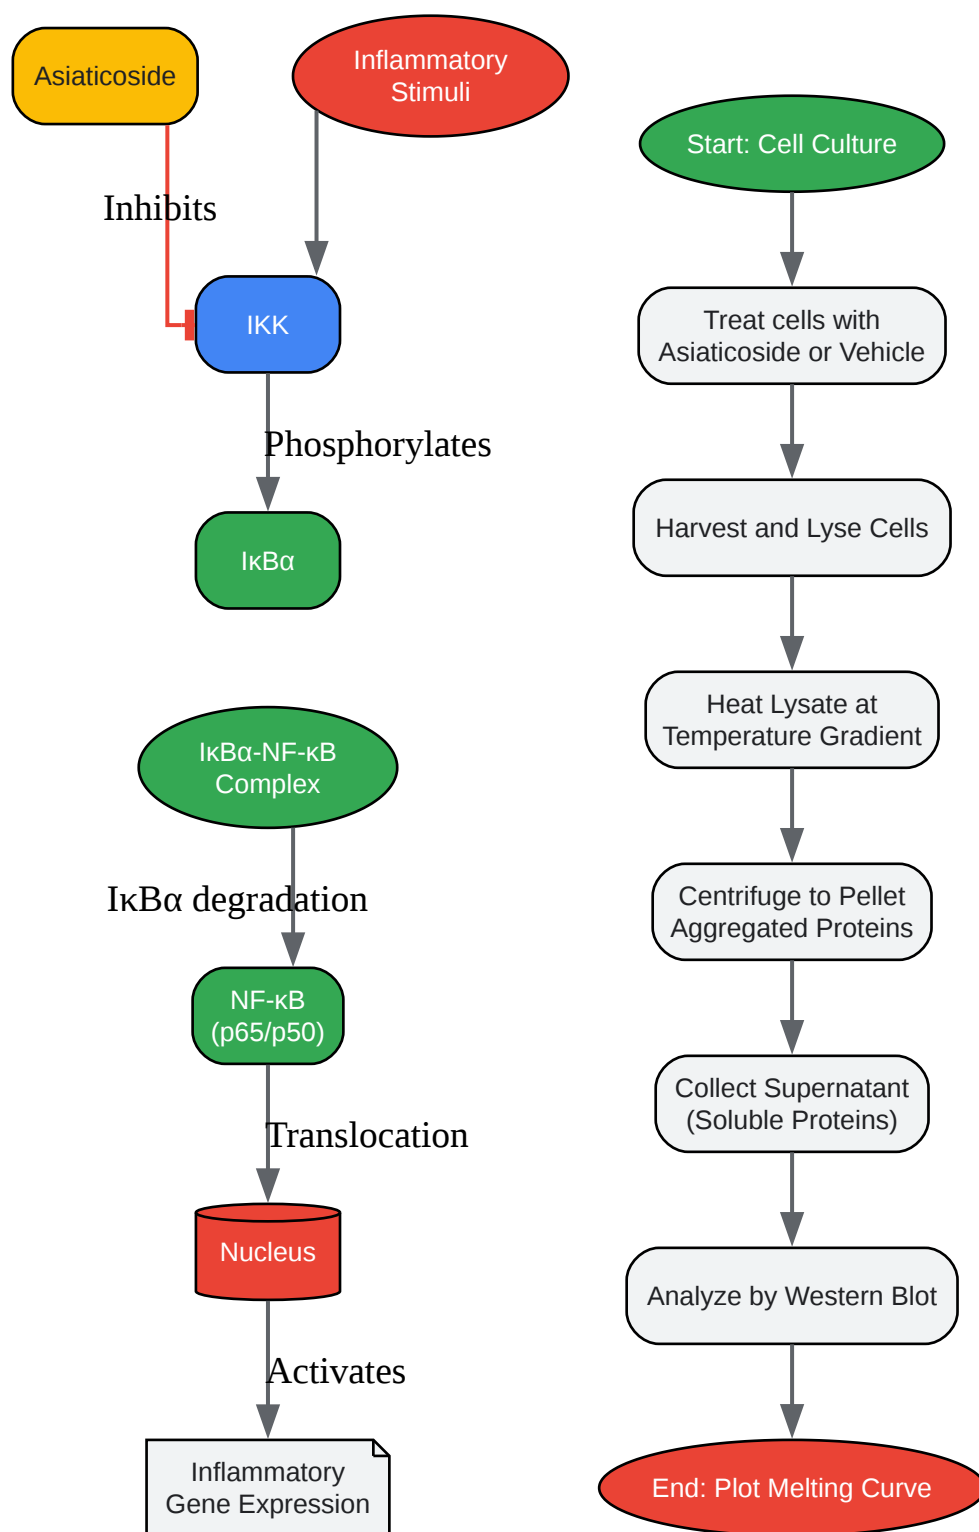 Asiaticoside
Inflammatory
Stimuli
Inhibits
IKK
Phosphorylates
IκBα
IκBα-NF-κB
Complex
IκBα degradation
NF-κB
(p65/p50)
Translocation
Nucleus
Activates
Inflammatory
Gene Expression
Start: Cell Culture
Treat cells with
Asiaticoside or Vehicle
Harvest and Lyse Cells
Heat Lysate at
Temperature Gradient
Centrifuge to Pellet
Aggregated Proteins
Collect Supernatant
(Soluble Proteins)
Analyze by Western Blot
End: Plot Melting Curve